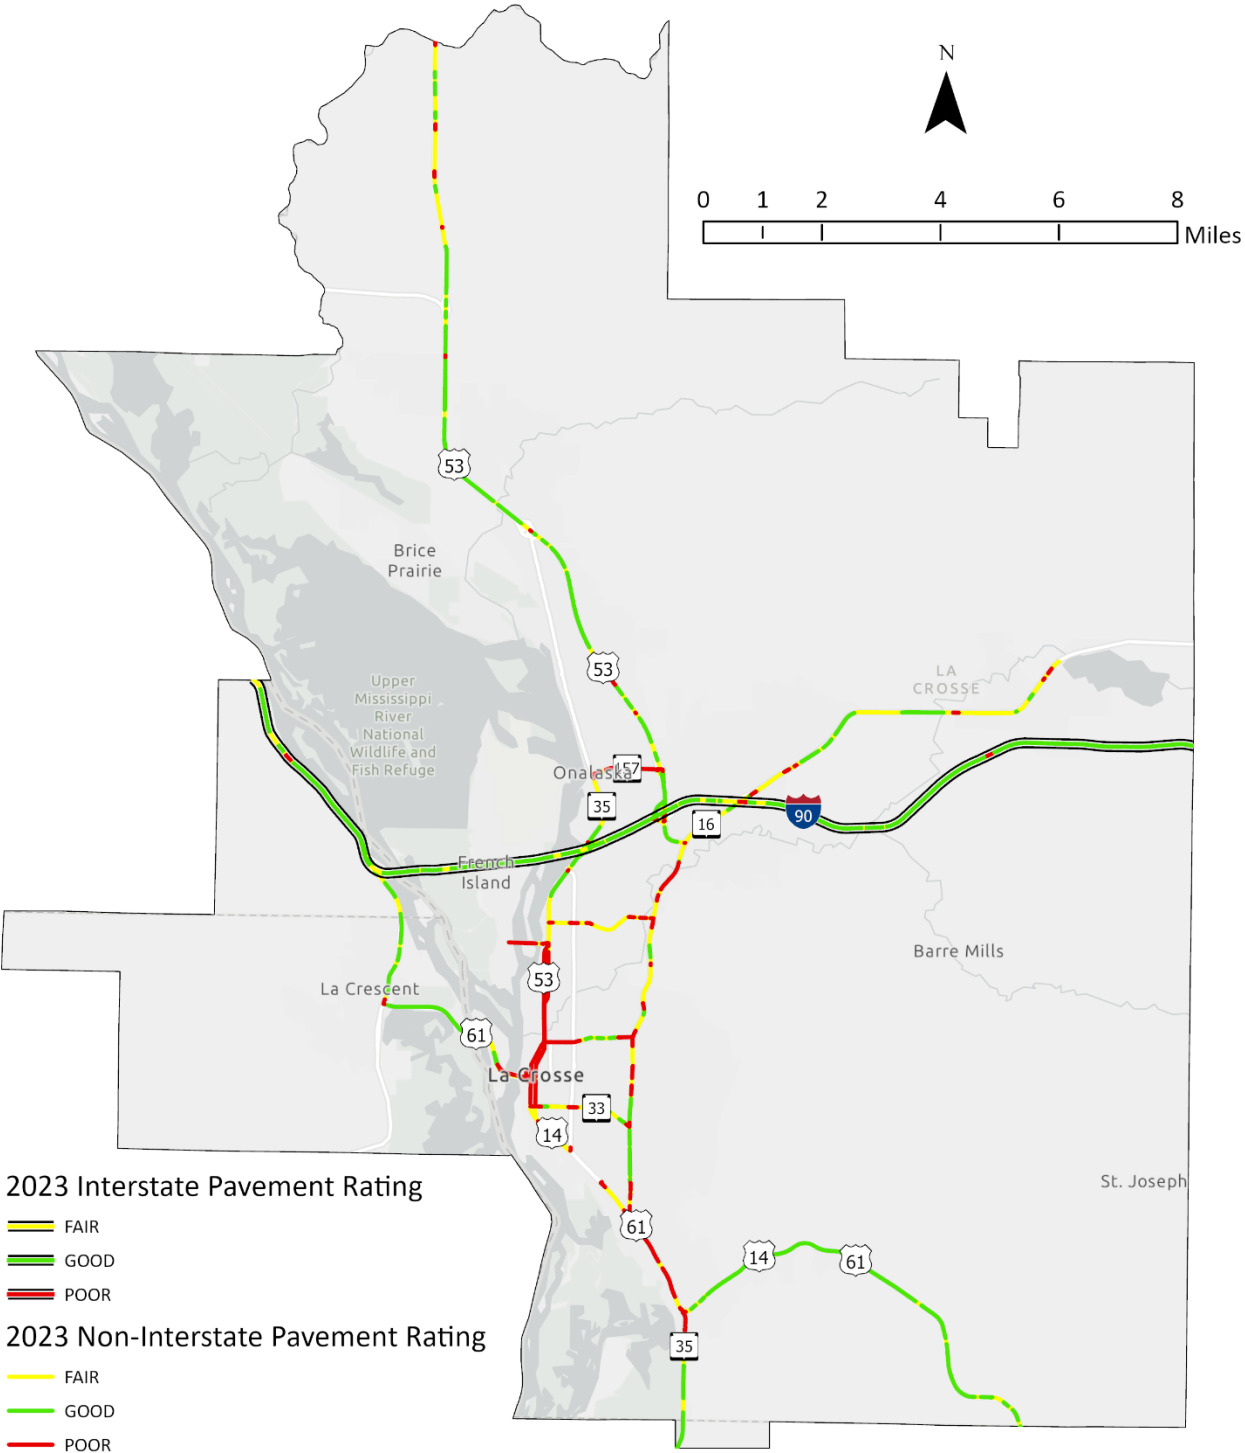 N
0 1 2 4 6 8
Miles
53
Brice
Prairie
53
LA
CROSSE
Upper
Mississippi
River
National
Wildlife and
Fish Refuge
Onalaska
35
90
16
French
Island
Barre Mills
53
La Crescent
61
La Crosse
33
14
St. Joseph
61
14
61
35
2023 Interstate Pavement Rating
FAIR
GOOD
POOR
2023 Non-Interstate Pavement Rating
FAIR
GOOD
POOR